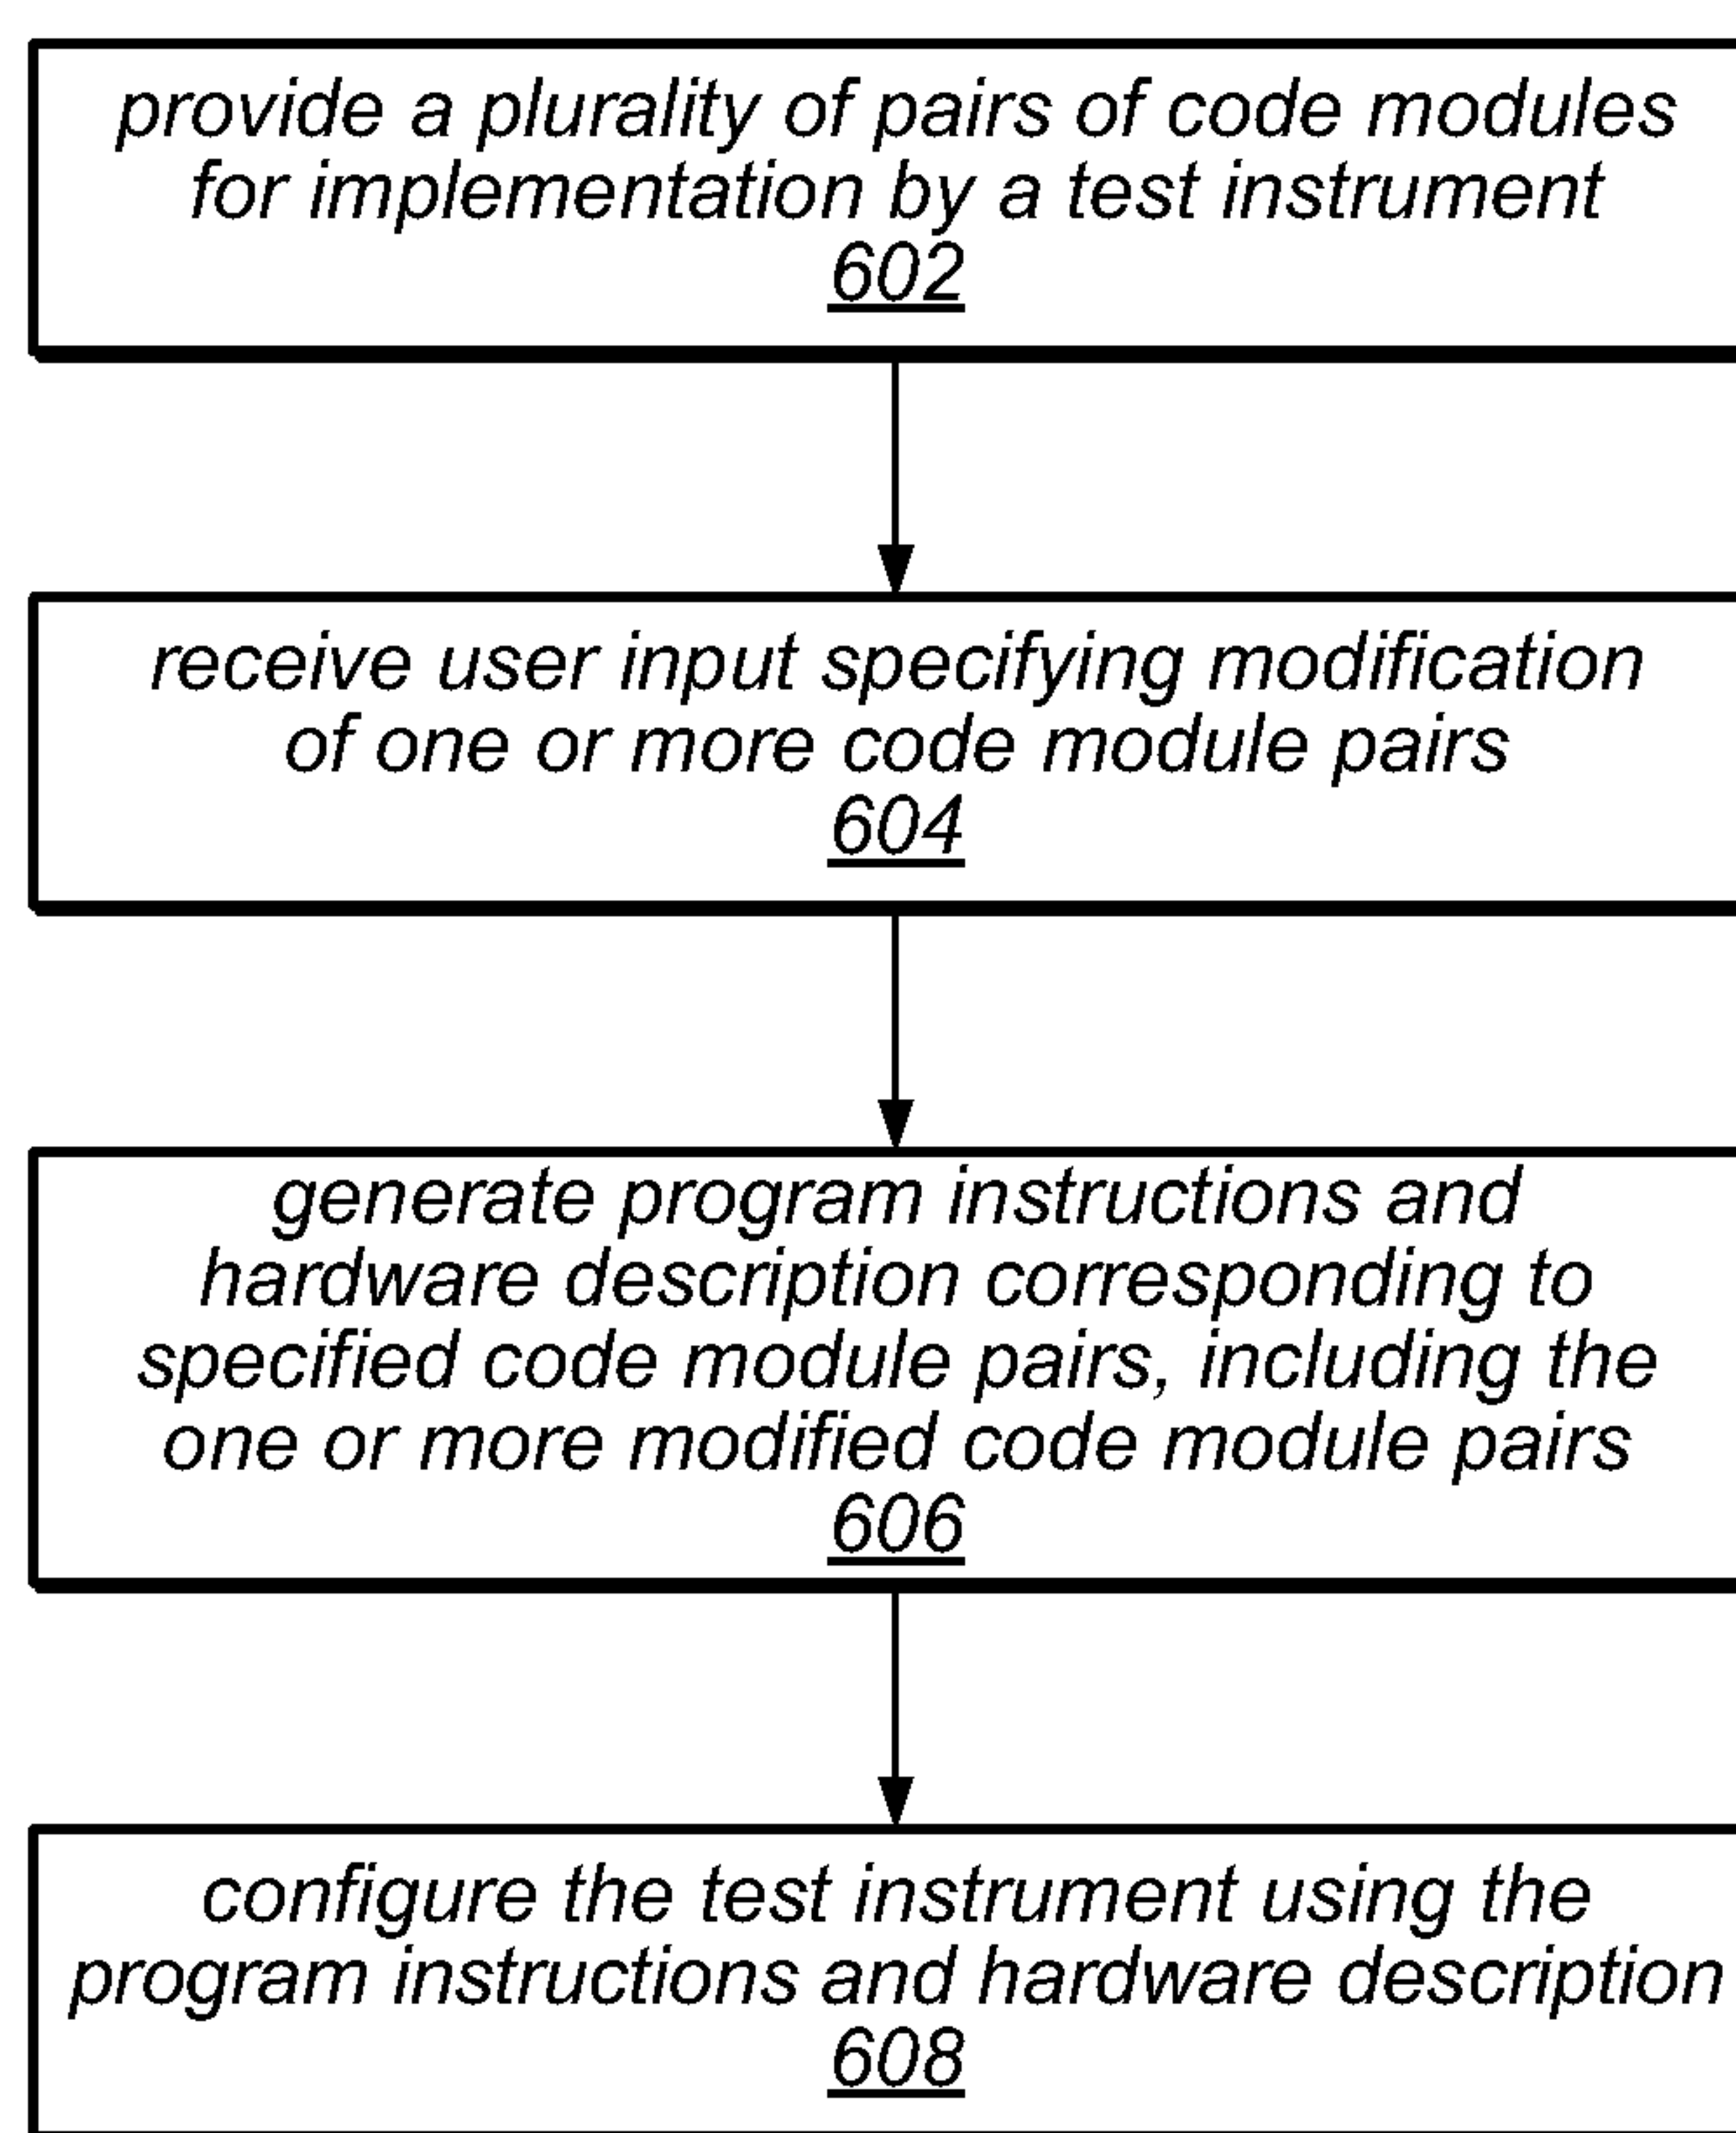 provide a plurality of pairs of code modules
for implementation by a test instrument
602
receive user input specifying modification
of one or more code module pairs
604
generate program instructions and
hardware description corresponding to
specified code module pairs, including the
one or more modified code module pairs
606
configure the test instrument using the
program instructions and hardware description
608